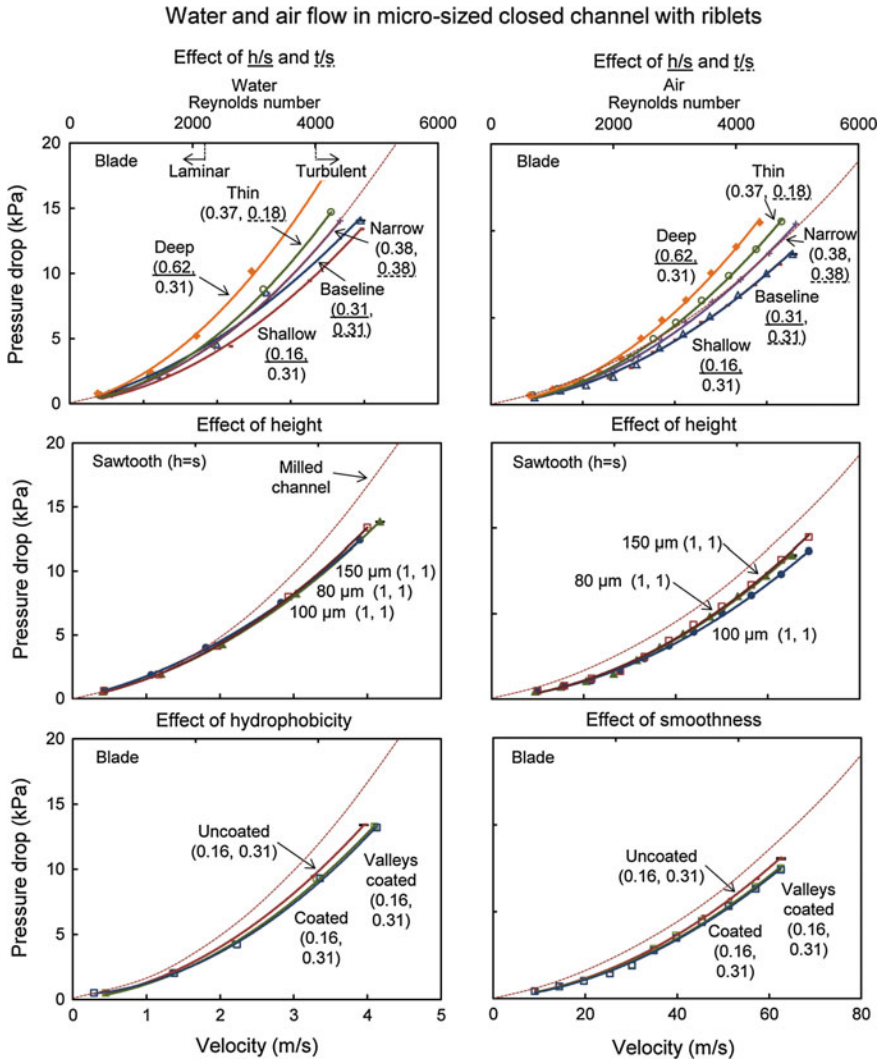 Water and air flow in micro-sized closed channel with riblets
Effect of h/s and t/s
Water
Reynolds number
0 2000 4000 6000
Effect of h/s and t/s
Air
Reynolds number
0 2000 4000 6000
Pressure drop (kPa)
20
15
10
5
0
Blade
Laminar
Turbulent
Thin
(0.37, 0.18)
Deep
(0.62,
0.31)
Narrow
(0.38,
0.38)
Baseline
(0.31,
0.31)
Shallow
(0.16,
0.31)
Blade
Thin
(0.37, 0.18)
Deep
(0.62,
0.31)
Narrow
(0.38,
0.38)
Baseline
(0.31,
0.31)
Shallow
(0.16,
0.31)
Effect of height
Effect of height
Pressure drop (kPa)
20
15
10
5
0
Sawtooth (h=s)
Milled
channel
150 µm (1, 1)
80 µm (1, 1)
100 µm (1, 1)
Sawtooth (h=s)
150 µm (1, 1)
80 µm (1, 1)
100 µm (1, 1)
Effect of hydrophobicity
Effect of smoothness
Pressure drop (kPa)
20
15
10
5
0
Blade
Uncoated
(0.16, 0.31)
Valleys
coated
(0.16,
0.31)
Coated
(0.16,
0.31)
0 1 2 3 4 5
Velocity (m/s)
Blade
Uncoated
(0.16, 0.31)
Valleys
coated
(0.16,
0.31)
Coated
(0.16,
0.31)
0 20 40 60 80
Velocity (m/s)